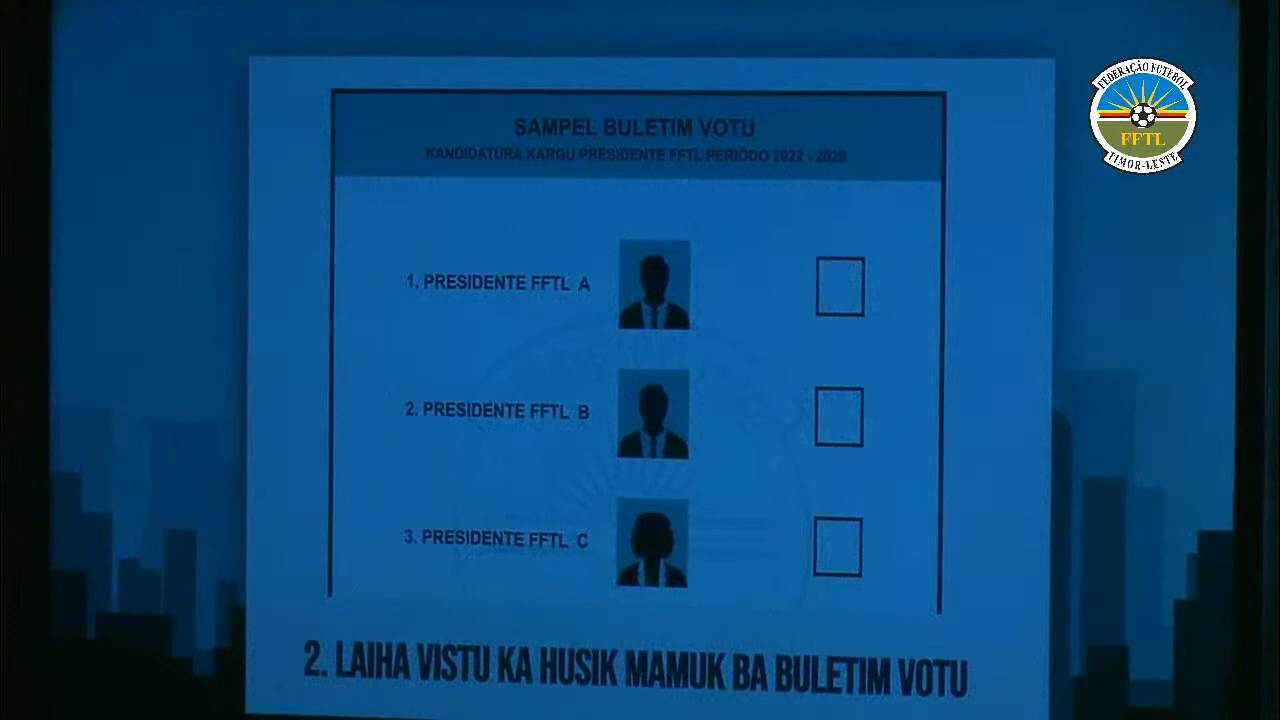 SAMPEL BULETIM VOTU
KANDIDATURA KARGU PRESIDENTE FFTL PERIODO 2022 - 2026
1. PRESIDENTE FFTL A
2. PRESIDENTE FFTL B
3. PRESIDENTE FFTL C
2. LAIHA VISTU KA HUSIK MAMUK BA BULETIM VOTU
FEDERAÇÃO FUTEBOL
FFTL
TIMOR-LESTE